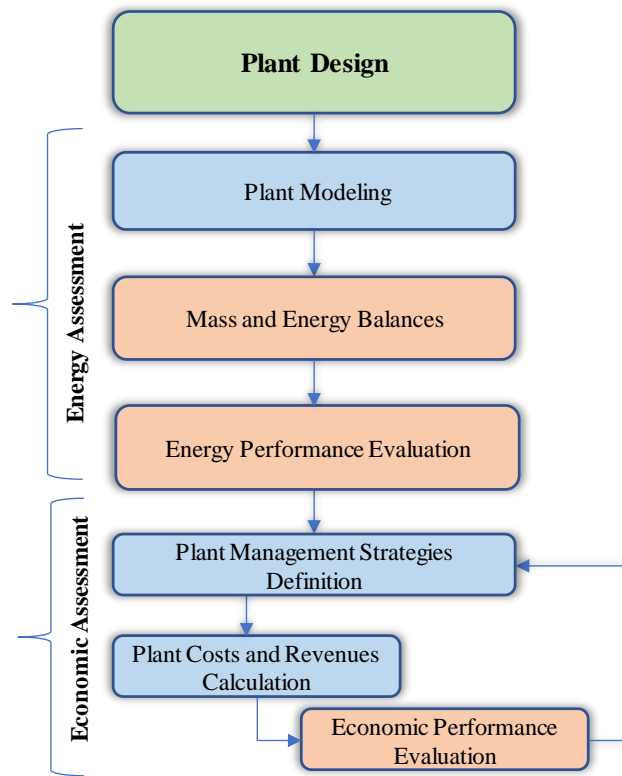 Plant Design
Energy Assessment
Plant Modeling
Mass and Energy Balances
Energy Performance Evaluation
Economic Assessment
Plant Management Strategies
Definition
Plant Costs and Revenues
Calculation
Economic Performance
Evaluation